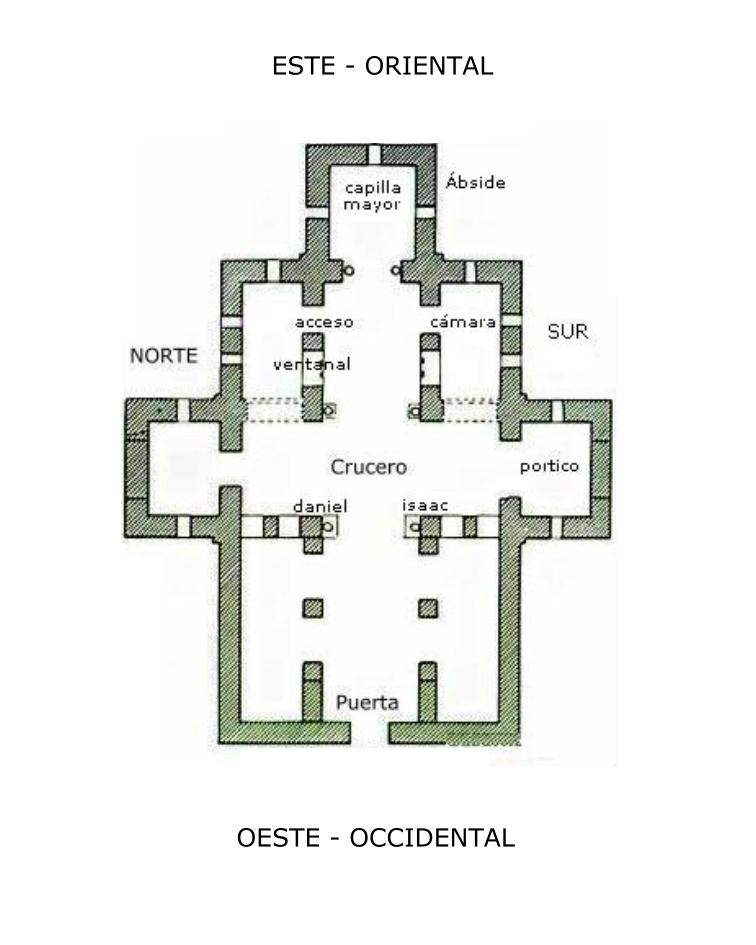 ESTE - ORIENTAL
Ábside
capilla
mayor
acceso
cámara
SUR
NORTE
ventanal
Crucero
portico
daniel
isaac
Puerta
OESTE - OCCIDENTAL